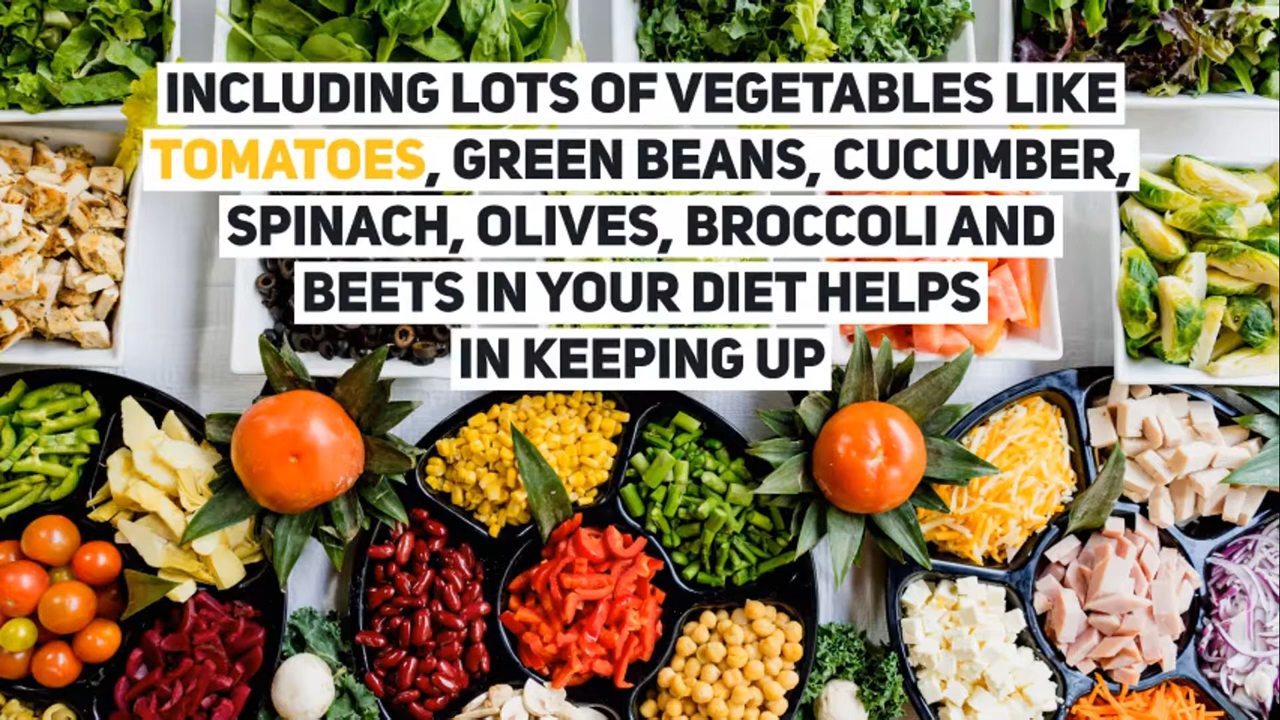 INCLUDING LOTS OF VEGETABLES LIKE
TOMATOES, GREEN BEANS, CUCUMBER,
SPINACH, OLIVES, BROCCOLI AND
BEETS IN YOUR DIET HELPS
IN KEEPING UP